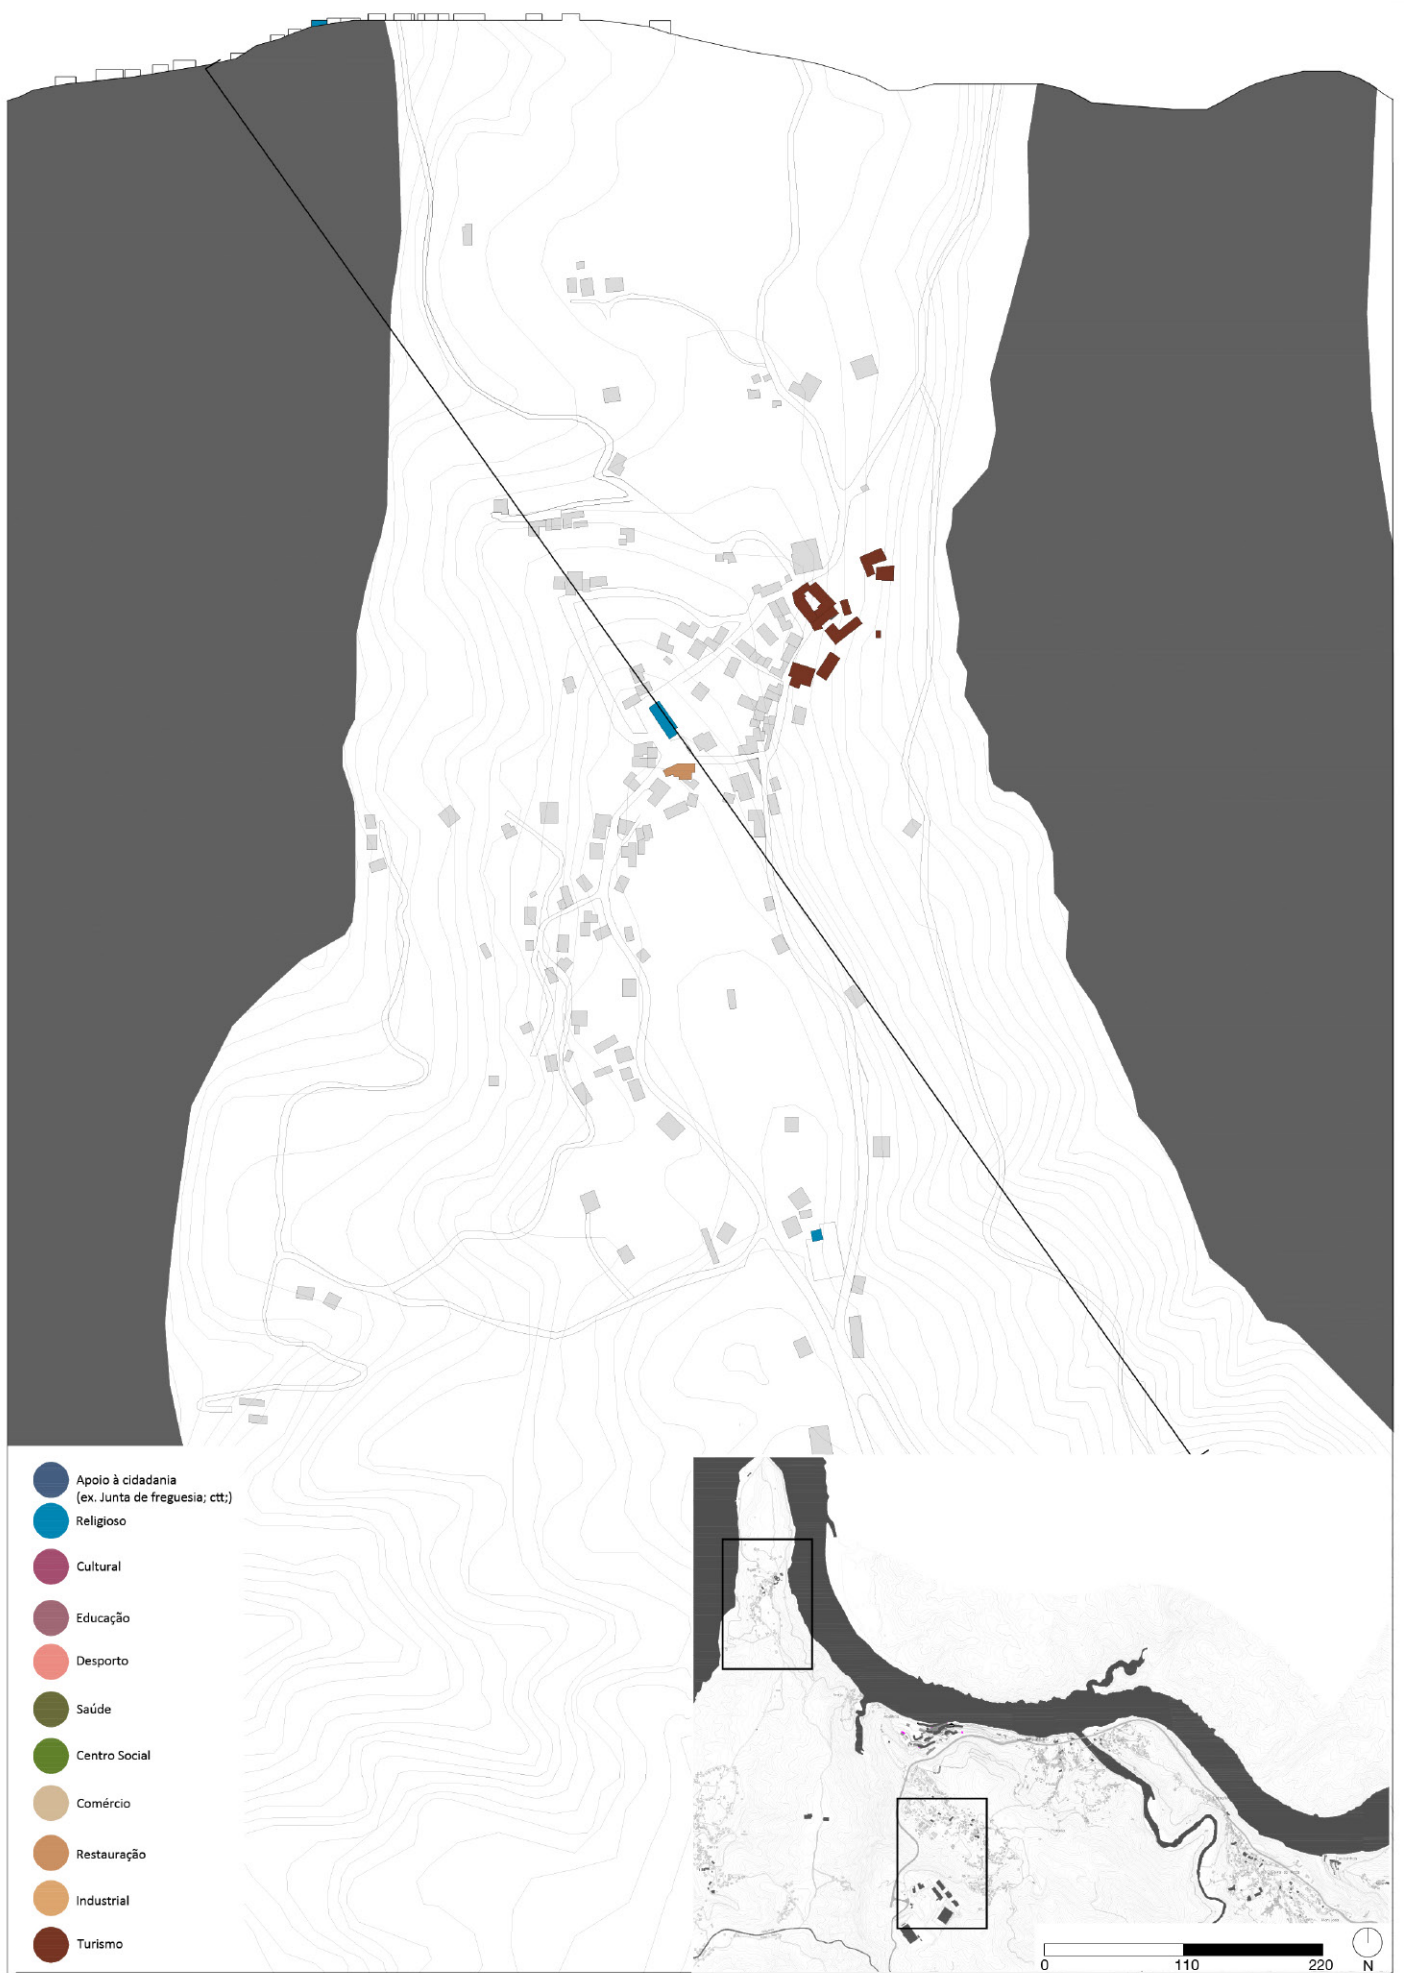 Apoio à cidadania
(ex. Junta de freguesia; ctt;)
Religioso
Cultural
Educação
Desporto
Saúde
Centro Social
Comércio
Restauração
Industrial
Turismo
0 110 220 N